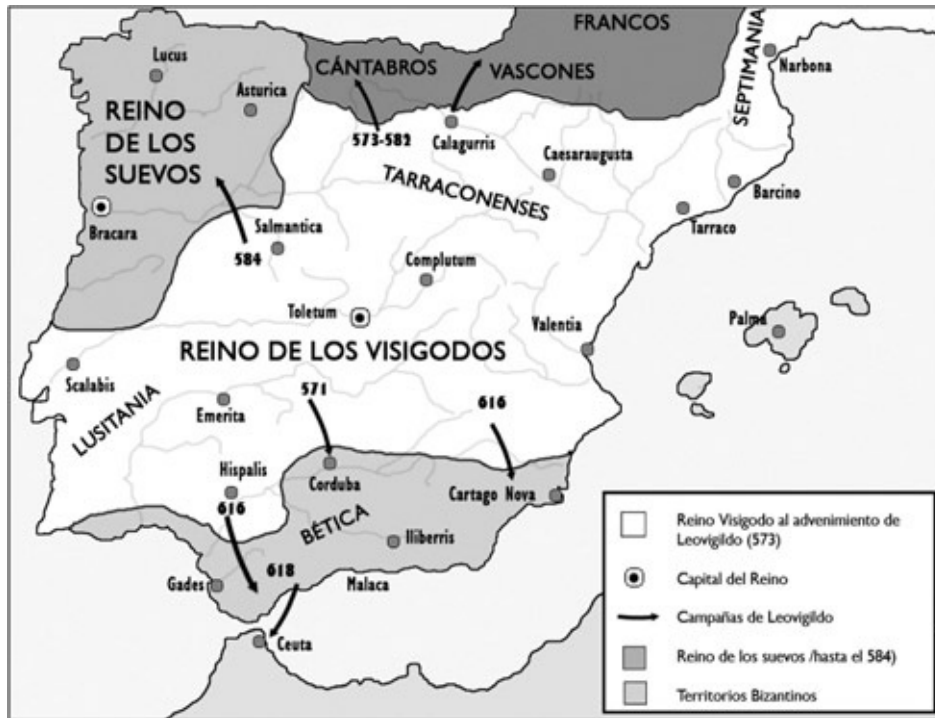 FRANCOS
CÁNTABROS
VASCONES
SEPTIMANIA
Narbona
Lucus
Asturica
REINO
DE LOS
SUEVOS
573-582
Calagurris
Caesaraugusta
TARRACONENSES
Barcino
Tarraco
Bracara
Salmantica
584
Complutum
Toletum
Valentia
Palma
REINO DE LOS VISIGODOS
Scalabis
LUSITANIA
Emerita
571
616
Hispalis
616
Corduba
Cartago Nova
BÉTICA
Iliberris
618
Gades
Malaca
Ceuta
Reino Visigodo al advenimiento de
Leovigildo (573)
Capital del Reino
Campañas de Leovigildo
Reino de los suevos /hasta el 584)
Territorios Bizantinos